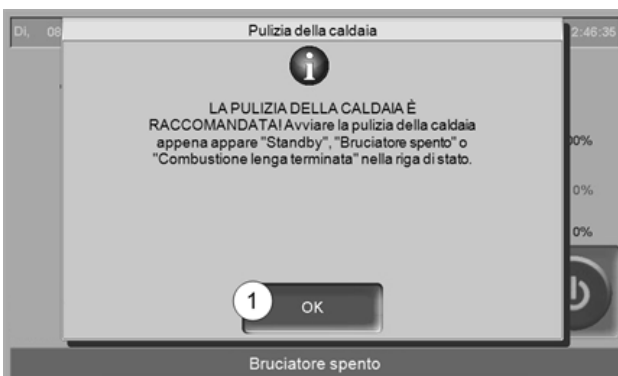 Di, 08
Pulizia della caldaia
2:46:35
LA PULIZIA DELLA CALDAIA È
RACCOMANDATA! Avviare la pulizia della caldaia
appena appare "Standby", "Bruciatore spento" o
"Combustione lenga terminata" nella riga di stato.
00%
0%
0%
1
OK
Bruciatore spento